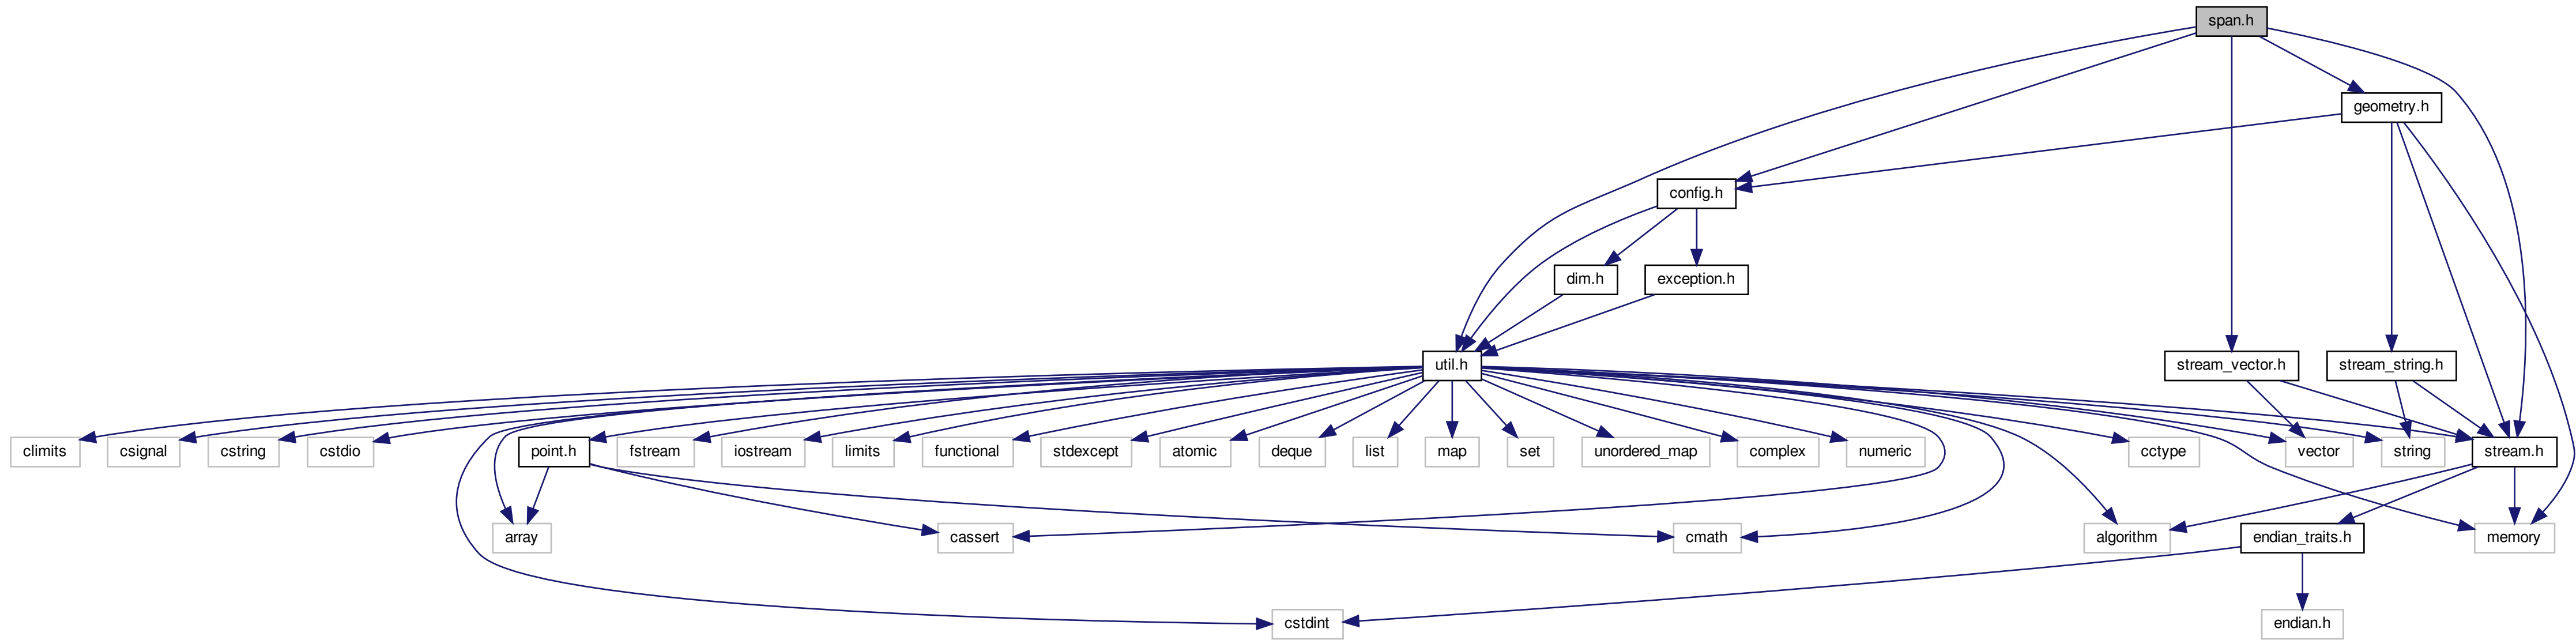 span.h
geometry.h
config.h
dim.h
exception.h
util.h
stream_vector.h
stream_string.h
climits
csignal
cstring
cstdio
point.h
fstream
iostream
limits
functional
stdexcept
atomic
deque
list
map
set
unordered_map
complex
numeric
cctype
vector
string
stream.h
array
cassert
cmath
algorithm
endian_traits.h
memory
cstdint
endian.h